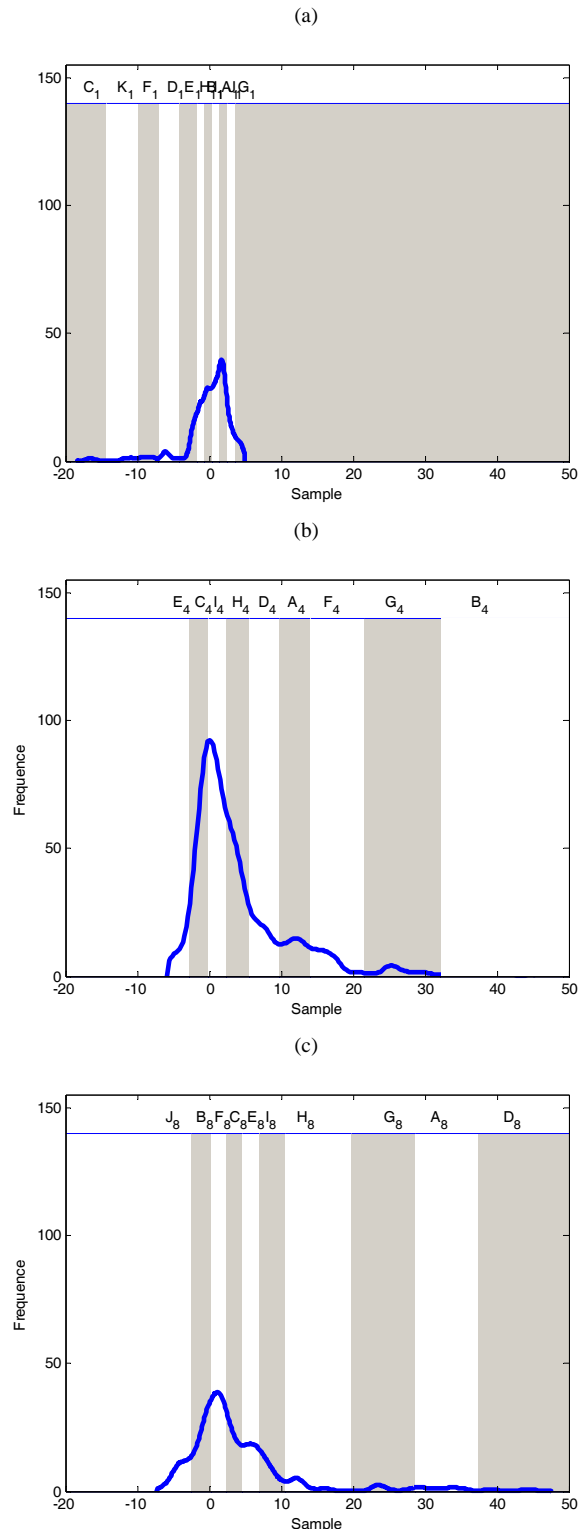 (a)
150
C₁ K₁ F₁ D₁ E₁ H₁ A G₁
100
50
0
-20 -10 0 10 20 30 40 50
Sample
(b)
150
E₄ C₄ I₄ H₄ D₄ A₄ F₄ G₄ B₄
100
Frequence
50
0
-20 -10 0 10 20 30 40 50
Sample
(c)
150
J₈ B₈ F₈ C₈ E₈ I₈ H₈ G₈ A₈ D₈
100
Frequence
50
0
-20 -10 0 10 20 30 40 50
Sample